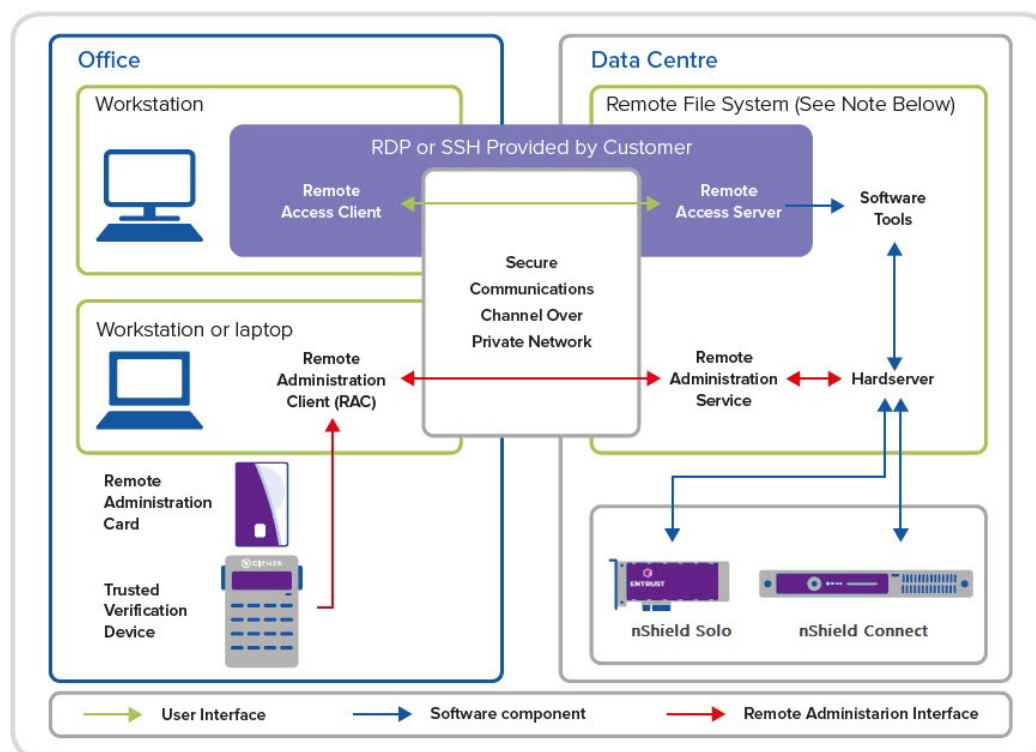 Office
Workstation
RDP or SSH Provided by Customer
Remote
Access Client
Workstation or laptop
Remote
Administration
Client (RAC)
Remote
Administration
Card
NCIPHER
Trusted
Verification
Device
Secure
Communications
Channel Over
Private Network
Data Centre
Remote File System (See Note Below)
Remote
Access Server
Software
Tools
Remote
Administration
Service
Hardserver
ENTRUST
nShield Solo
nShield Connect
User Interface
Software component
Remote Administarion Interface